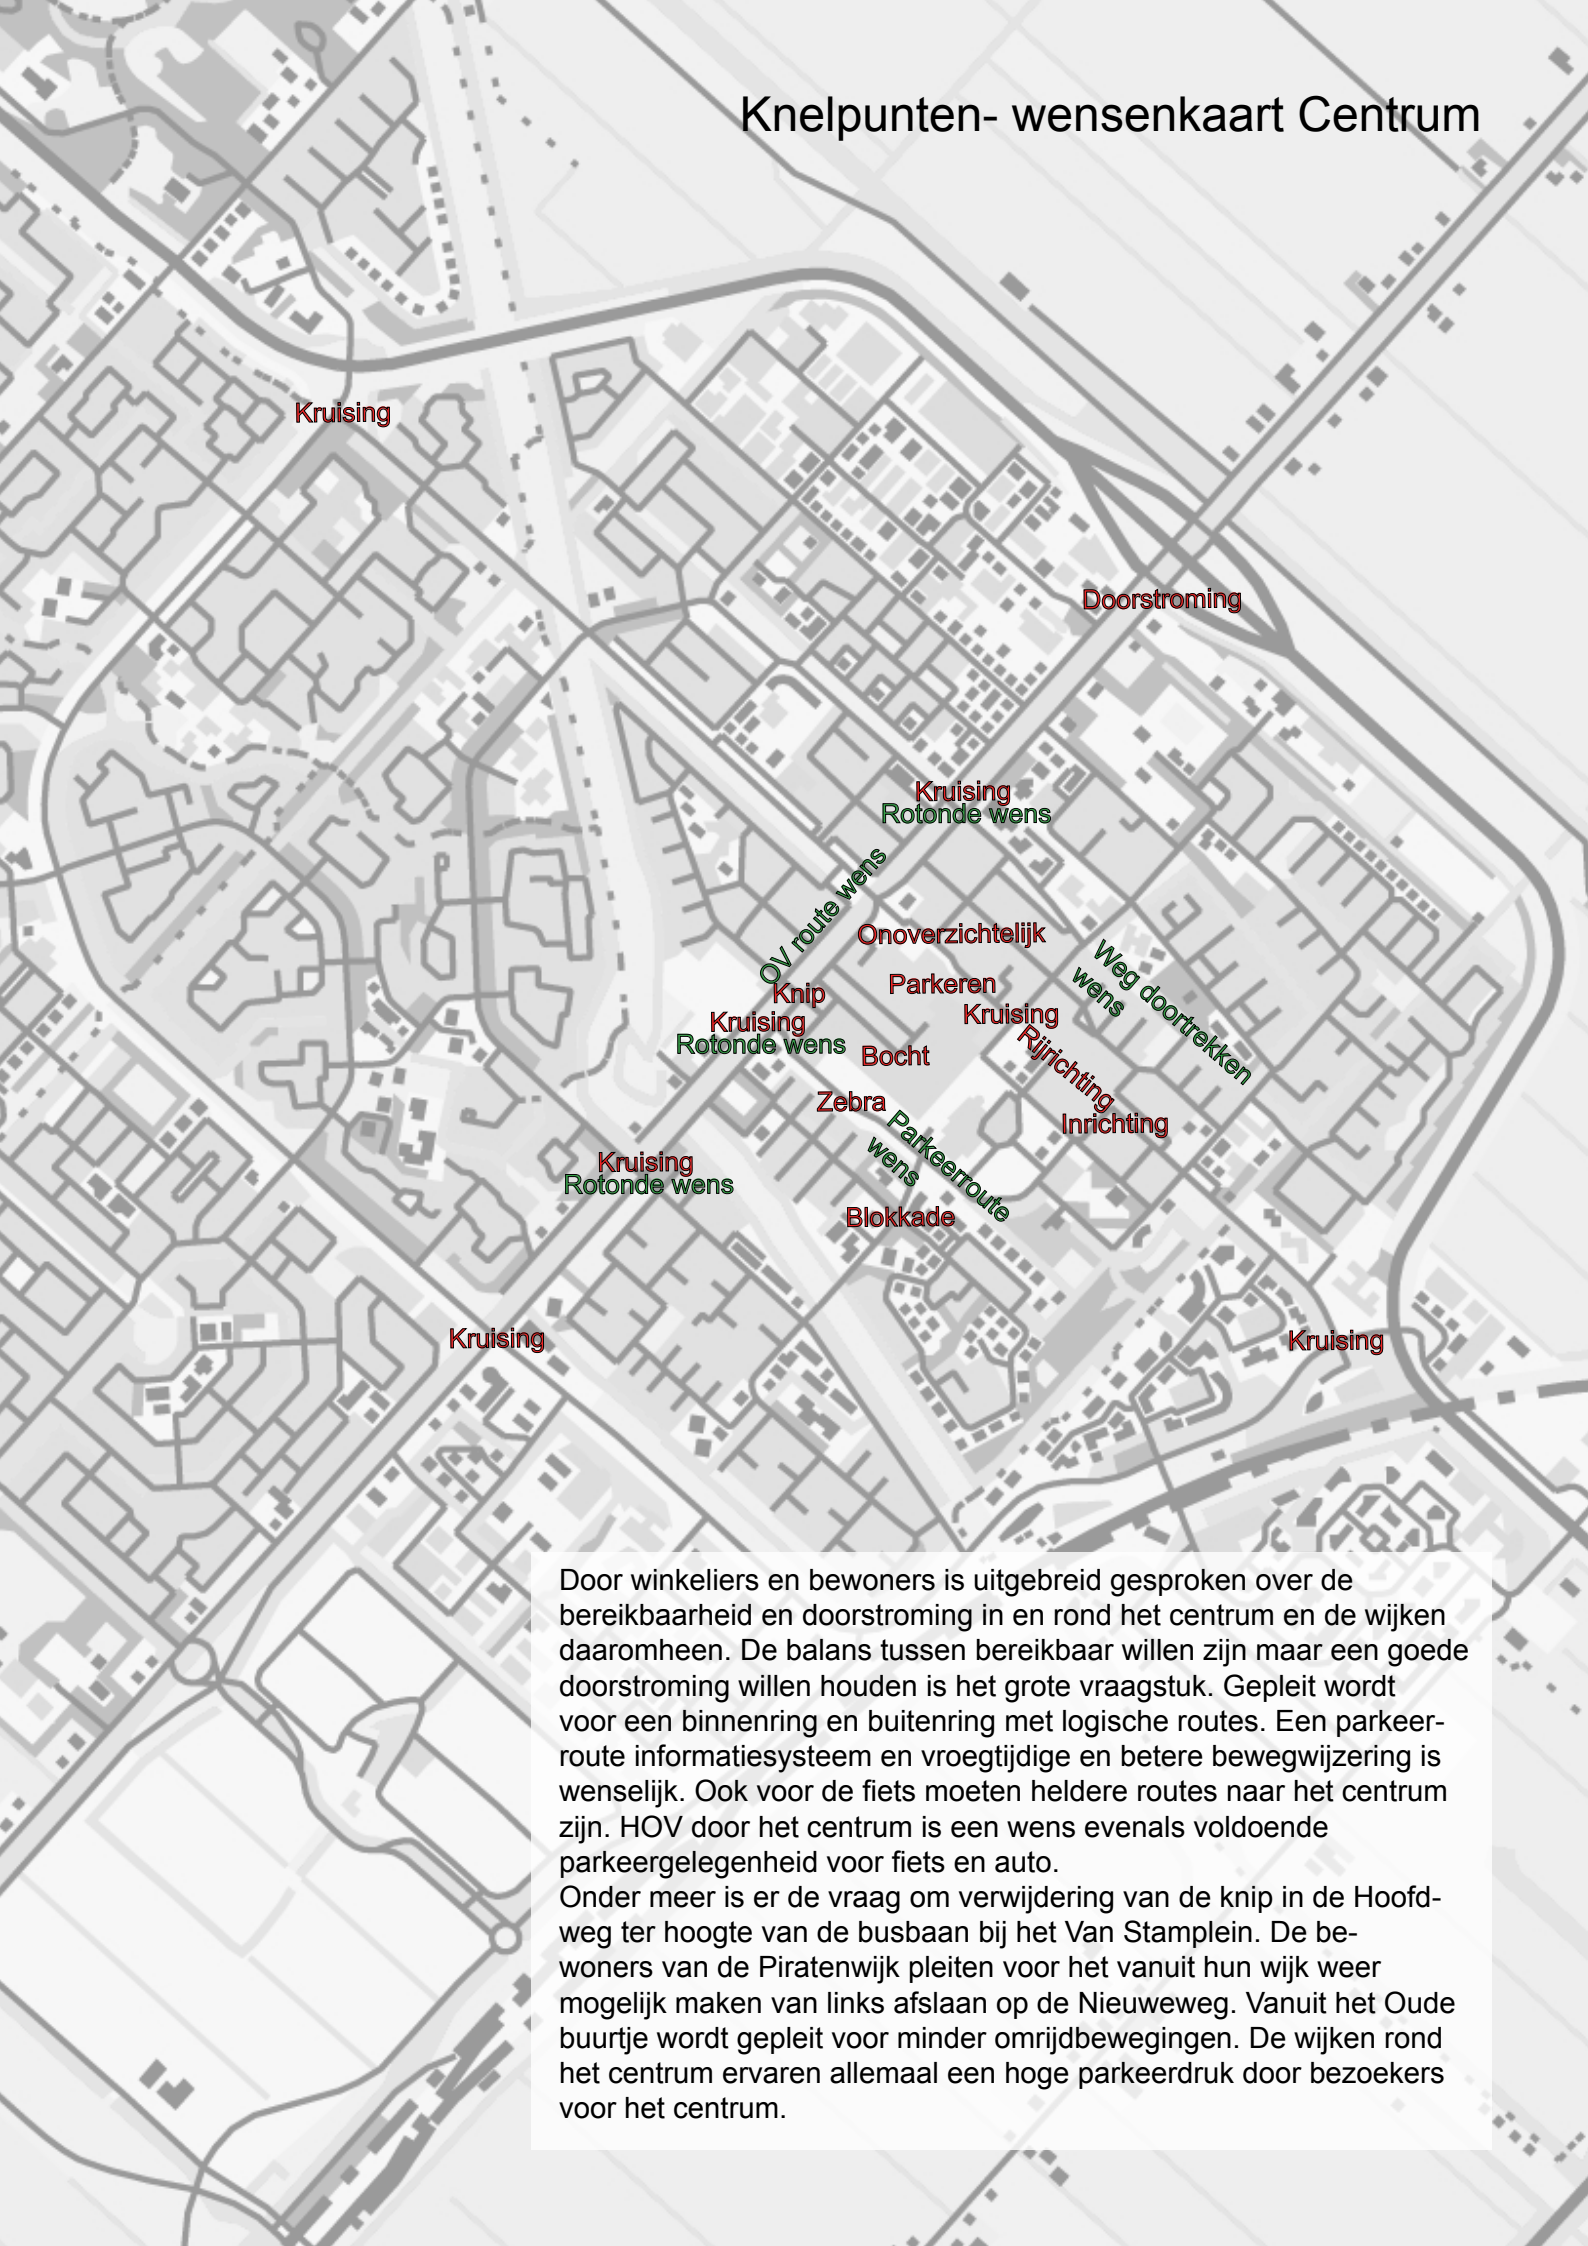 Knelpunten- wensenkaart Centrum
Kruising
Doorstroming
Kruising
Rotonde wens
OV route wens
Onoverzichtelijk
Weg doortrekken
wens
Parkeren
Knip
Kruising
Kruising
Rotonde wens
Rijrichting
Bocht
Zebra
Inrichting
Parkeerroute
wens
Kruising
Rotonde wens
Blokkade
Kruising
Kruising
Door winkeliers en bewoners is uitgebreid gesproken over de
bereikbaarheid en doorstroming in en rond het centrum en de wijken
daaromheen. De balans tussen bereikbaar willen zijn maar een goede
doorstroming willen houden is het grote vraagstuk. Gepleit wordt
voor een binnenring en buitenring met logische routes. Een parkeer-
route informatiesysteem en vroegtijdige en betere bewegwijzering is
wenselijk. Ook voor de fiets moeten heldere routes naar het centrum
zijn. HOV door het centrum is een wens evenals voldoende
parkeergelegenheid voor fiets en auto.
Onder meer is er de vraag om verwijdering van de knip in de Hoofd-
weg ter hoogte van de busbaan bij het Van Stamplein. De be-
woners van de Piratenwijk pleiten voor het vanuit hun wijk weer
mogelijk maken van links afslaan op de Nieuweweg. Vanuit het Oude
buurtje wordt gepleit voor minder omrijdbewegingen. De wijken rond
het centrum ervaren allemaal een hoge parkeerdruk door bezoekers
voor het centrum.